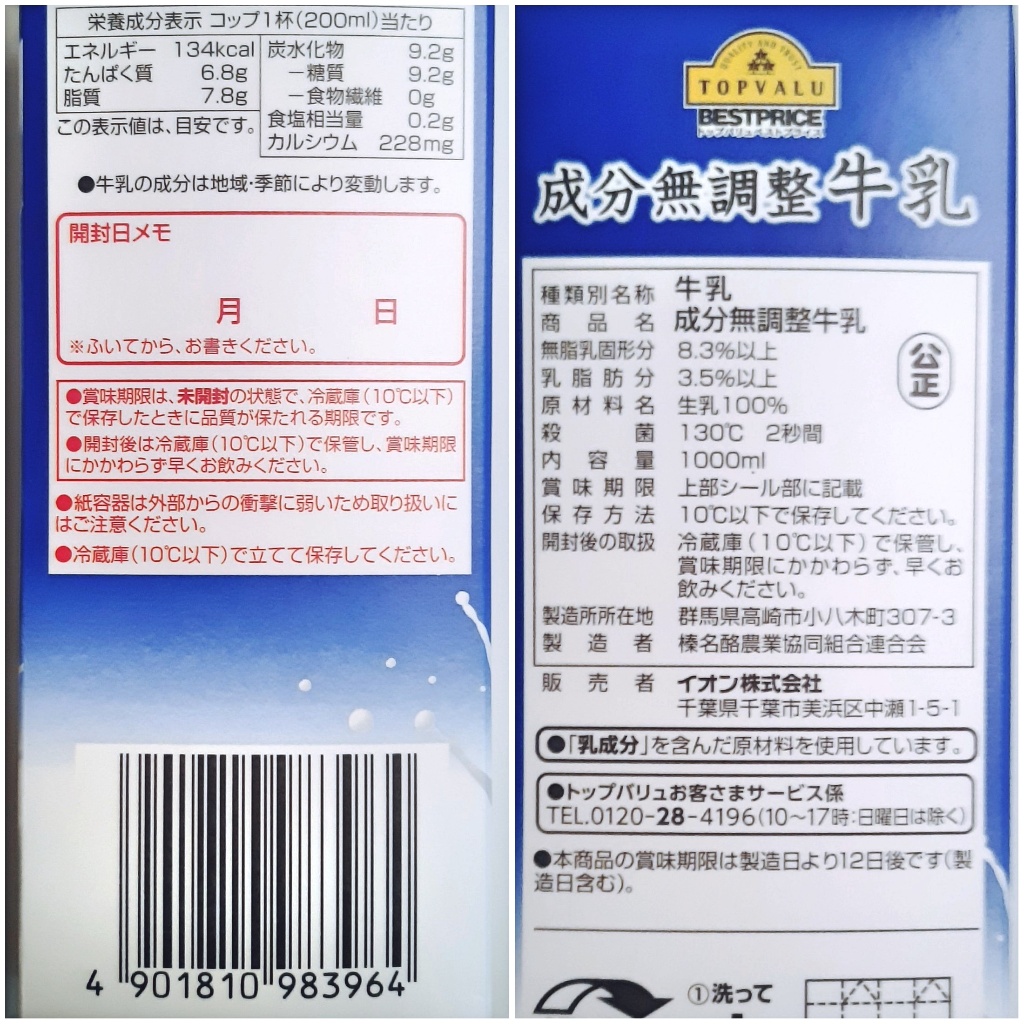 栄養成分表示 コップ1杯(200ml)当たり
エネルギー 134kcal
たんぱく質 6.8g
脂質 7.8g
この表示値は、目安です。
炭水化物 9.2g
－糖質 9.2g
－食物繊維 0g
食塩相当量 0.2g
カルシウム 228mg
●牛乳の成分は地域・季節により変動します。
開封日メモ
月 日
※ふいてから、お書きください。
●賞味期限は、未開封の状態で、冷蔵庫(10℃以下)
で保存したときに品質が保たれる期限です。
●開封後は冷蔵庫(10℃以下)で保管し、賞味期限
にかかわらず早くお飲みください。
●紙容器は外部からの衝撃に弱いため取り扱いに
はご注意ください。
●冷蔵庫(10℃以下)で立てて保存してください。
4 901810 983964
QUALITY AND TRUST
TOPVALU
BESTPRICE
トップバリュベストプライス
成分無調整牛乳
種類別名称 牛乳
商品名 成分無調整牛乳
無脂乳固形分 8.3%以上
乳脂肪分 3.5%以上
原材料名 生乳100%
殺菌 130℃ 2秒間
内容量 1000ml
賞味期限 上部シール部に記載
保存方法 10℃以下で保存してください。
開封後の取扱 冷蔵庫(10℃以下)で保管し、
賞味期限にかかわらず、早くお
飲みください。
製造所所在地 群馬県高崎市小八木町307-3
製造者 榛名酪農業協同組合連合会
公正
販売者 イオン株式会社
千葉県千葉市美浜区中瀬1-5-1
●「乳成分」を含んだ原材料を使用しています。
●トップバリュお客さまサービス係
TEL.0120-28-4196(10～17時:日曜日は除く)
●本商品の賞味期限は製造日より12日後です(製
造日含む)。
①洗って